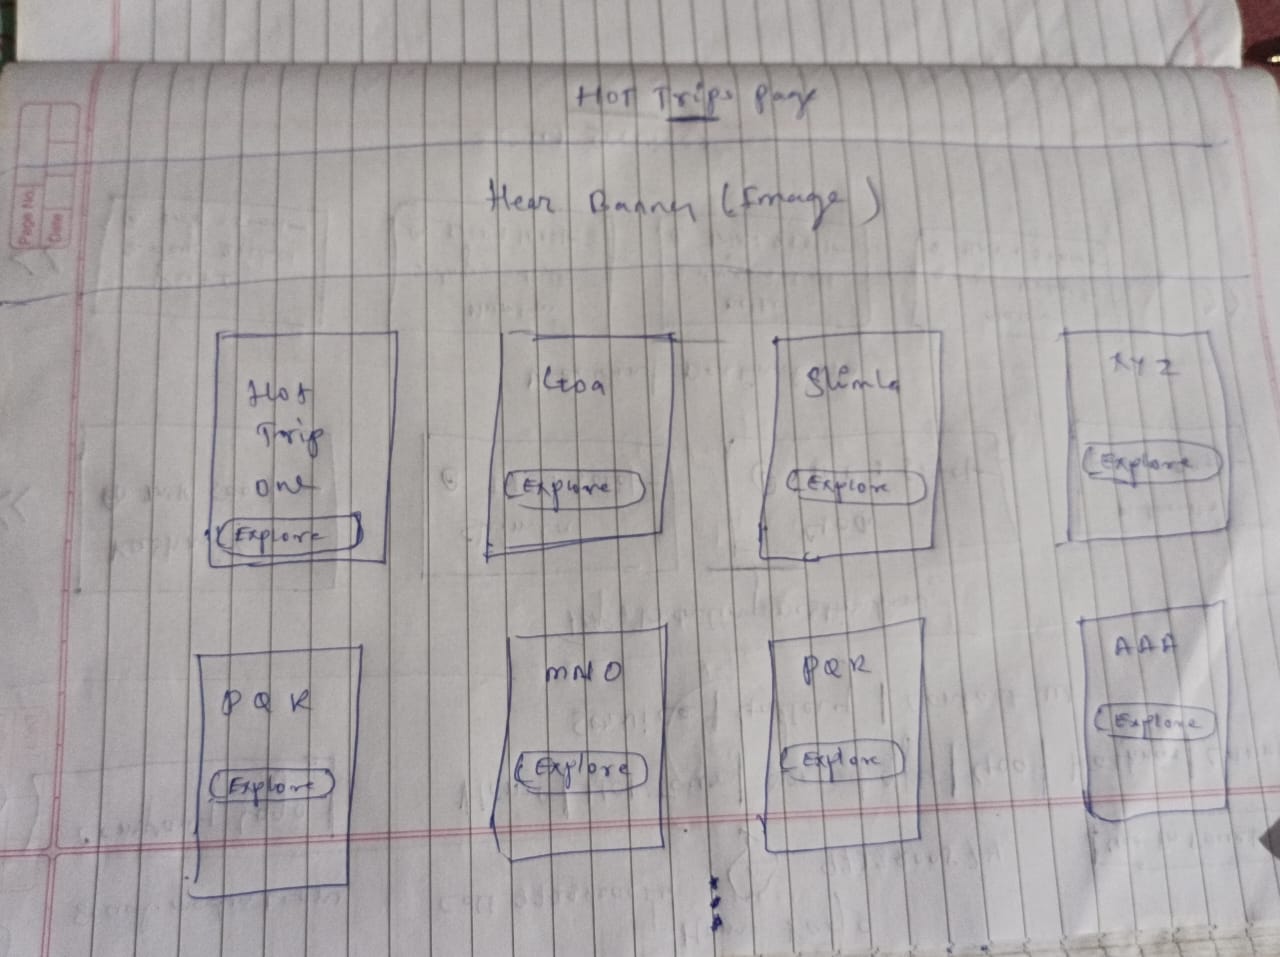 Page No.
Date
HOT Trips Page
Hear Banner (Image)
Hot
Trip
one
Explore
Goa
Explore
Shimla
Explore
XYZ
Explore
PQR
Explore
MNO
Explore
PQR
Explore
AAA
Explore